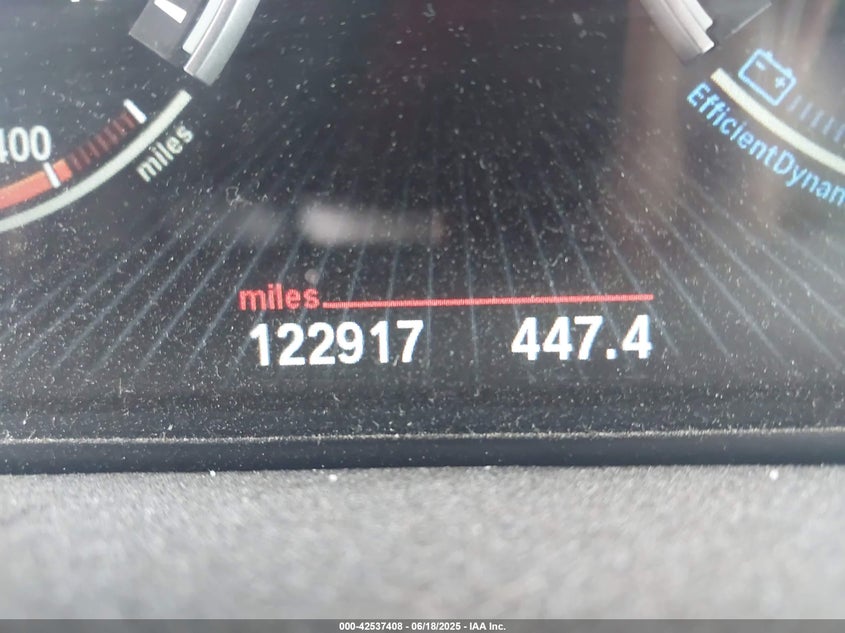 400
miles
EfficientDynam
miles
122917 447.4
000-42537408 - 06/18/2025 - IAA Inc.